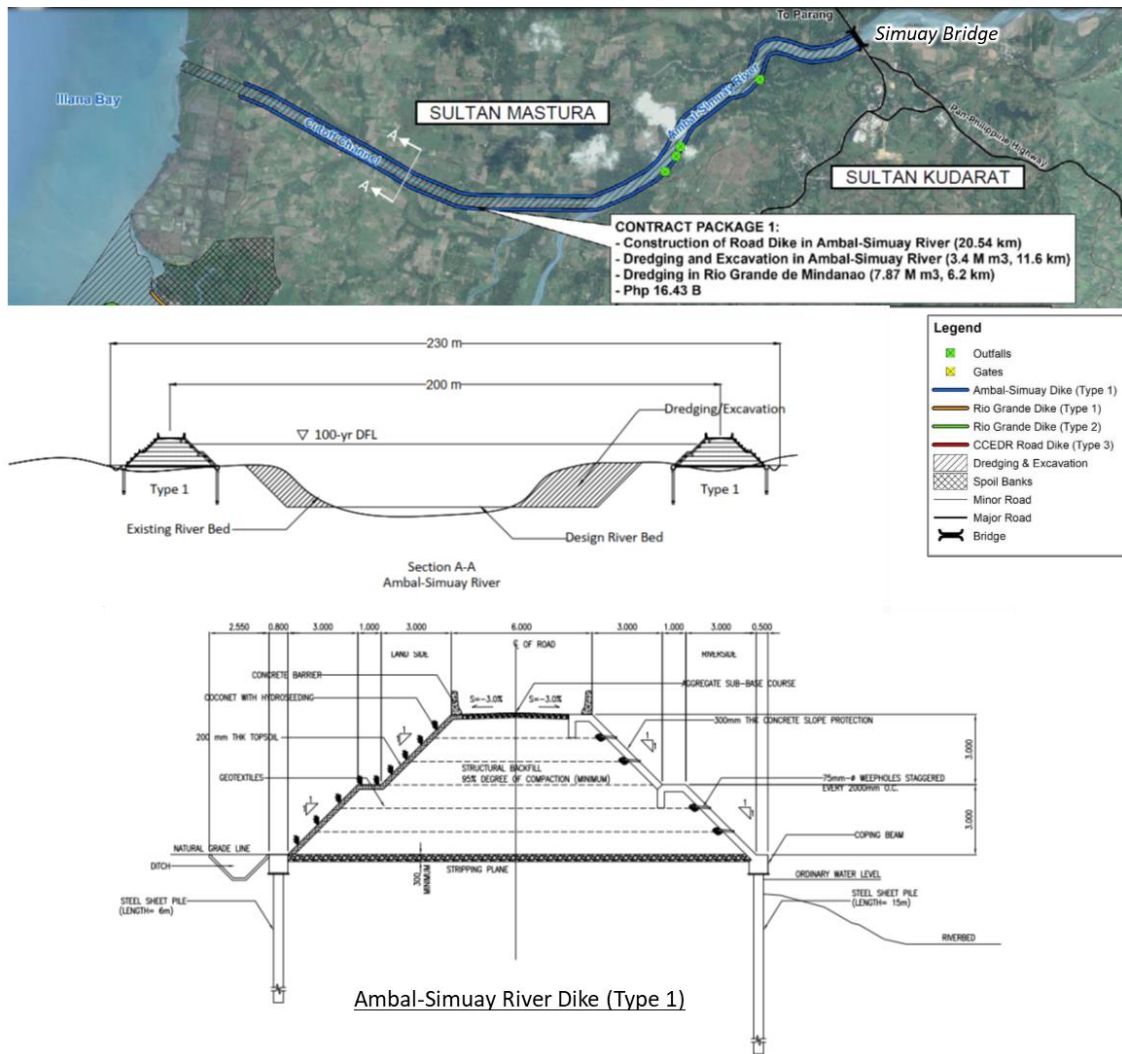 To Parang
Simuay Bridge
Illana Bay
Ambal-Simuay River
SULTAN MASTURA
Cutoff Channel
A
A
Pan-Philippine Highway
SULTAN KUDARAT
CONTRACT PACKAGE 1:
- Construction of Road Dike in Ambal-Simuay River (20.54 km)
- Dredging and Excavation in Ambal-Simuay River (3.4 M m3, 11.6 km)
- Dredging in Rio Grande de Mindanao (7.87 M m3, 6.2 km)
- Php 16.43 B
Legend
Outfalls
Gates
Ambal-Simuay Dike (Type 1)
Rio Grande Dike (Type 1)
Rio Grande Dike (Type 2)
CCEDR Road Dike (Type 3)
Dredging & Excavation
Spoil Banks
Minor Road
Major Road
Bridge
230 m
200 m
Dredging/Excavation
100-yr DFL
Type 1
Type 1
Existing River Bed
Design River Bed
Section A-A
Ambal-Simuay River
2.550 0.800 3.000 1.000 3.000 6.000 3.000 1.000 3.000 0.500
LAND SIDE
℄ OF ROAD
RIVERSIDE
CONCRETE BARRIER
AGGREGATE SUB-BASE COURSE
COCONET WITH HYDROSEEDING
S=-3.0% S=-3.0%
300mm THK CONCRETE SLOPE PROTECTION
200 mm THK TOPSOIL
3.000
STRUCTURAL BACKFILL
95% DEGREE OF COMPACTION (MINIMUM)
GEOTEXTILES
75mm-ø WEEPHOLES STAGGERED
EVERY 2000mm O.C.
3.000
COPING BEAM
NATURAL GRADE LINE
DITCH
300
MINIMUM
STRIPPING PLANE
ORDINARY WATER LEVEL
STEEL SHEET PILE
(LENGTH= 6m)
STEEL SHEET PILE
(LENGTH= 15m)
RIVERBED
Ambal-Simuay River Dike (Type 1)